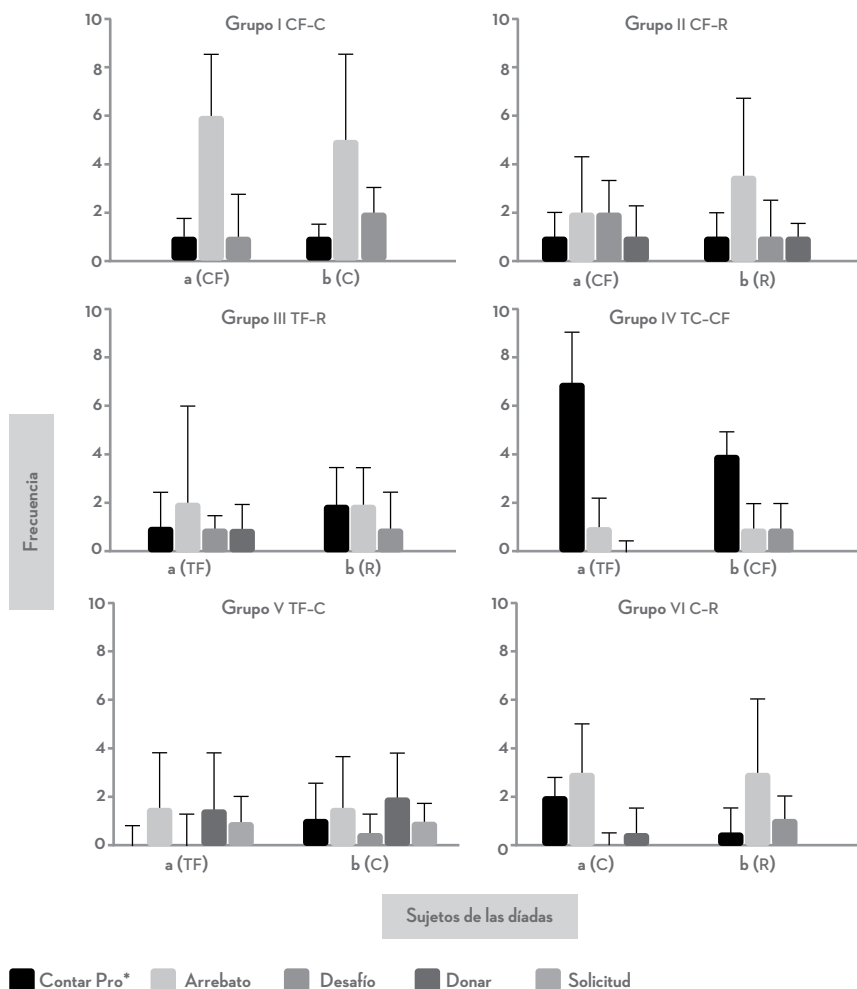 Grupo I CF-C
10
8
6
4
2
0
a (CF)
b (C)
Grupo II CF-R
10
8
6
4
2
0
a (CF)
b (R)
Grupo III TF-R
10
8
6
4
2
0
a (TF)
b (R)
Grupo IV TC-CF
10
8
6
4
2
0
a (TF)
b (CF)
Frecuencia
Grupo V TF-C
10
8
6
4
2
0
a (TF)
b (C)
Grupo VI C-R
10
8
6
4
2
0
a (C)
b (R)
Sujetos de las díadas
Contar Pro* Arrebato Desafío Donar Solicitud